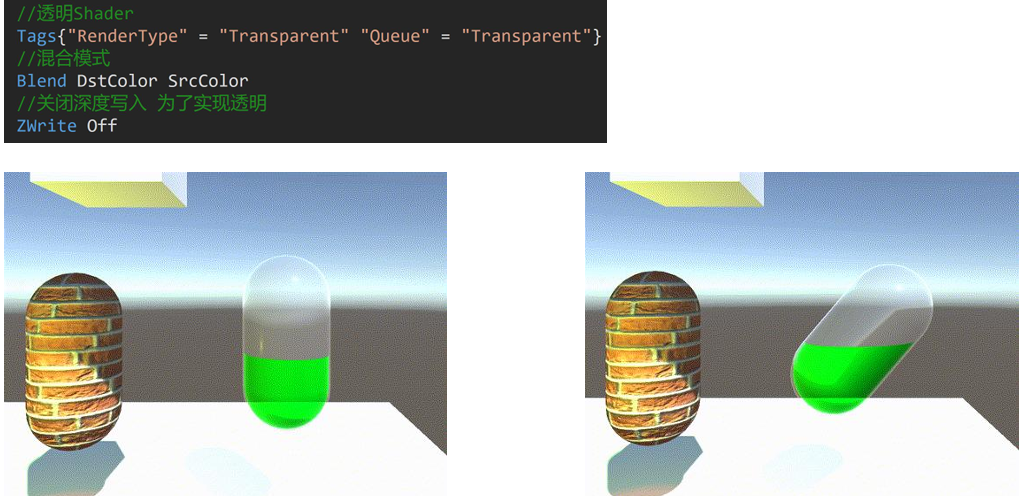 //透明Shader
Tags{"RenderType" = "Transparent" "Queue" = "Transparent"}
//混合模式
Blend DstColor SrcColor
//关闭深度写入 为了实现透明
ZWrite Off